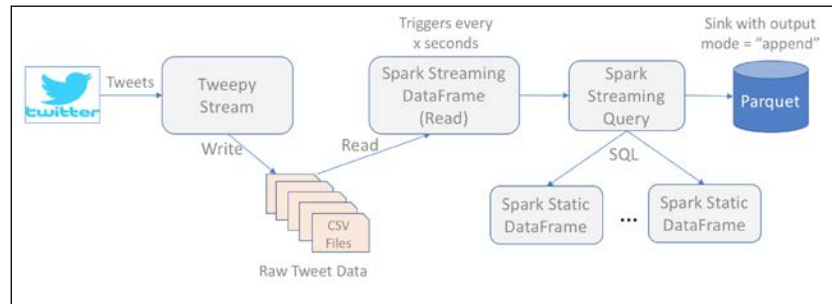 Triggers every
x seconds
Sink with output
mode = “append”
twitter
Tweets
Tweepy
Stream
Spark Streaming
DataFrame
(Read)
Spark
Streaming
Query
Parquet
Write
Read
SQL
CSV
Files
Raw Tweet Data
Spark Static
DataFrame
...
Spark Static
DataFrame